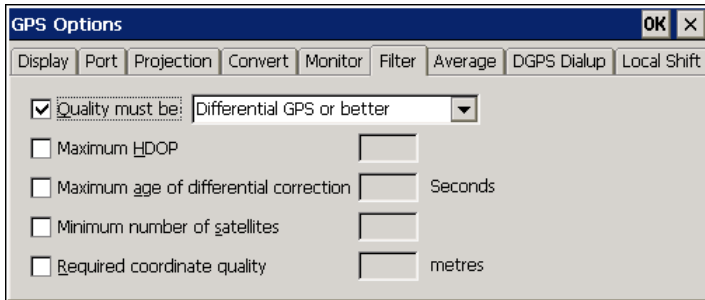 GPS Options OK
Display Port Projection Convert Monitor Filter Average DGPS Dialup Local Shift
Quality must be Differential GPS or better
Maximum HDOP
Maximum age of differential correction Seconds
Minimum number of satellites
Required coordinate quality metres